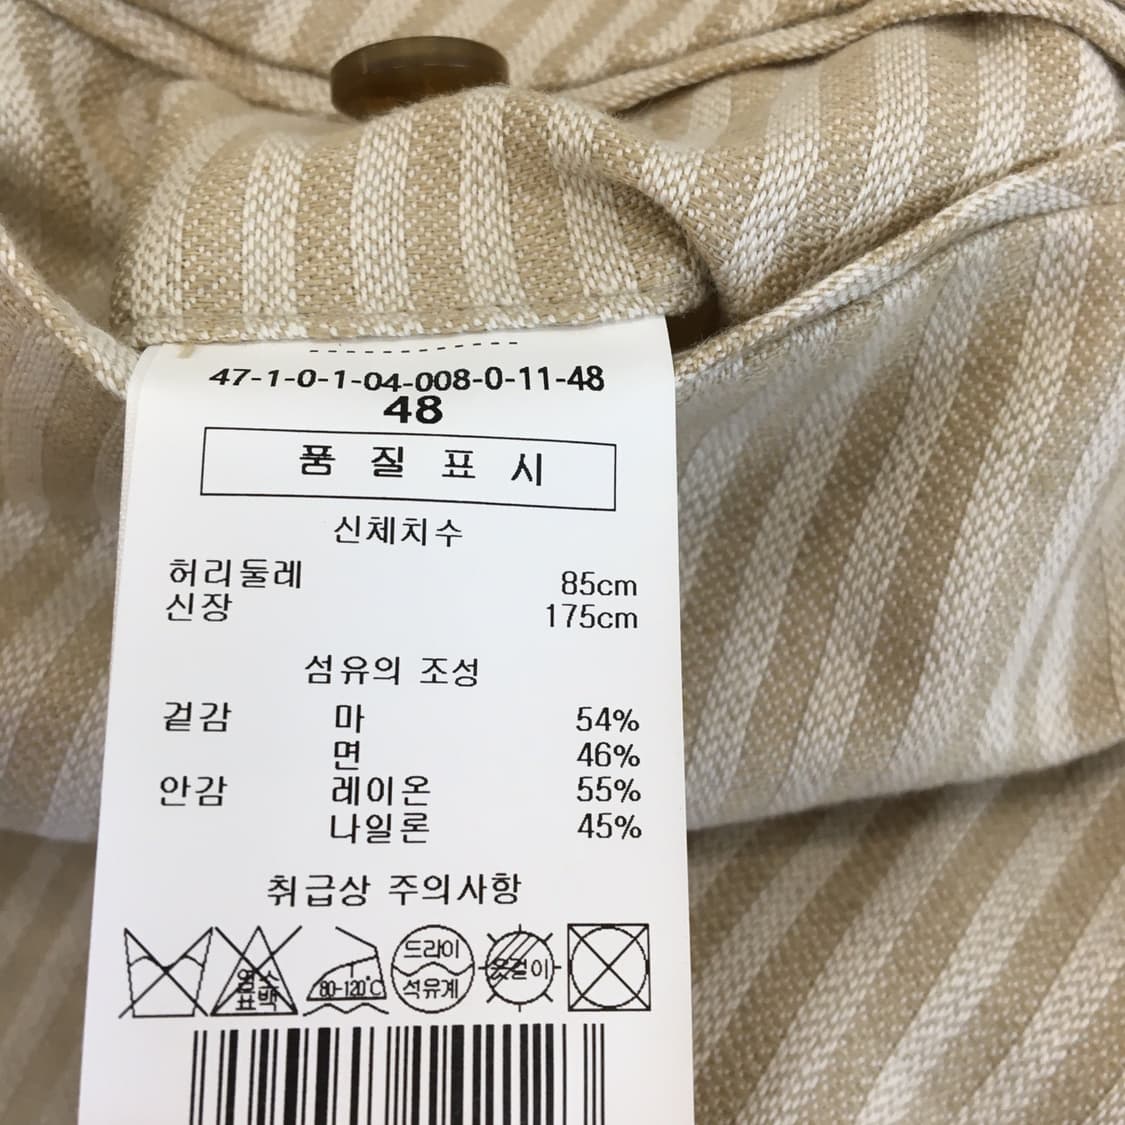 47-1-0-1-04-008-0-11-48
48
품 질 표 시
신체치수
허리둘레 85cm
신장 175cm
섬유의 조성
겉감 마 54%
면 46%
안감 레이온 55%
나일론 45%
취급상 주의사항
염소 표백
80-120℃
드라이 석유계
옷걸이